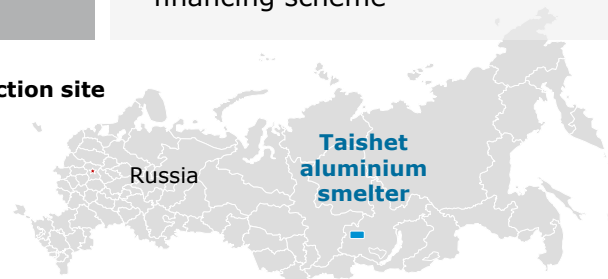 financing scheme
ction site
Taishet
aluminium
smelter
Russia